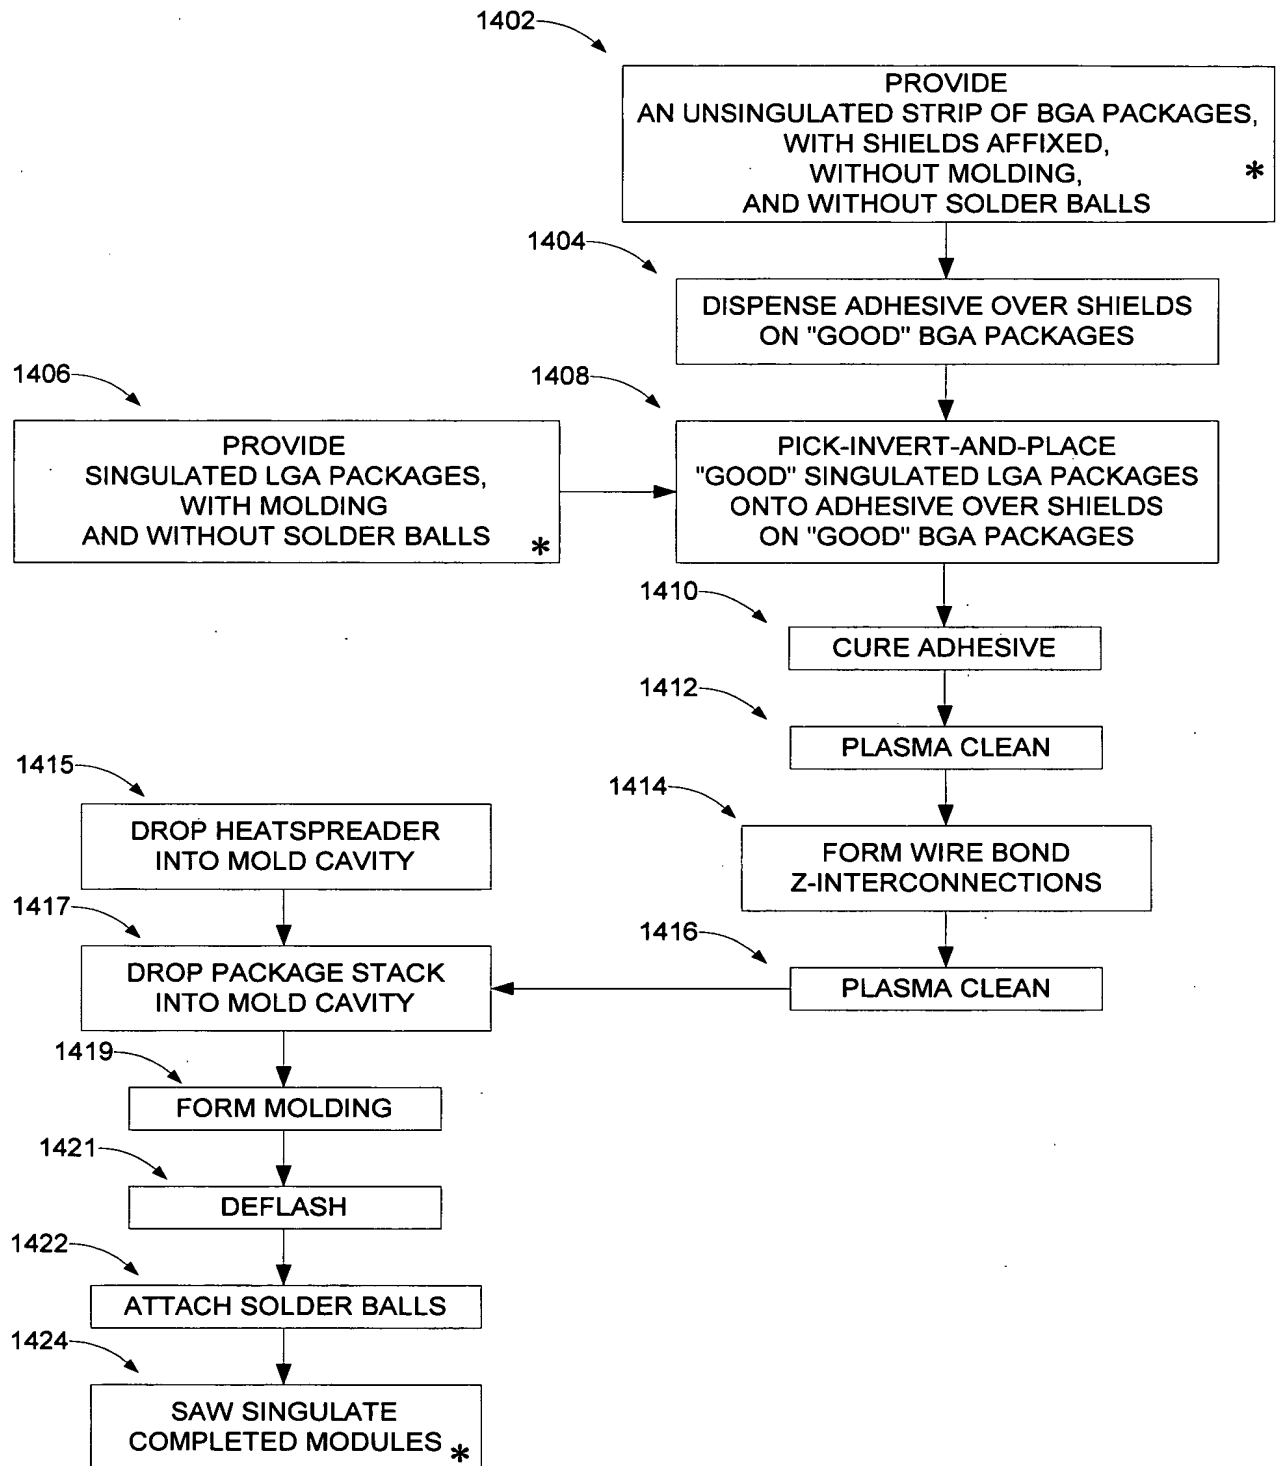 1402
PROVIDE
AN UNSINGULATED STRIP OF BGA PACKAGES,
WITH SHIELDS AFFIXED,
WITHOUT MOLDING,
AND WITHOUT SOLDER BALLS
*
1404
DISPENSE ADHESIVE OVER SHIELDS
ON "GOOD" BGA PACKAGES
1406
PROVIDE
SINGULATED LGA PACKAGES,
WITH MOLDING
AND WITHOUT SOLDER BALLS
*
1408
PICK-INVERT-AND-PLACE
"GOOD" SINGULATED LGA PACKAGES
ONTO ADHESIVE OVER SHIELDS
ON "GOOD" BGA PACKAGES
1410
CURE ADHESIVE
1412
PLASMA CLEAN
1414
FORM WIRE BOND
Z-INTERCONNECTIONS
1416
PLASMA CLEAN
1415
DROP HEATSPREADER
INTO MOLD CAVITY
1417
DROP PACKAGE STACK
INTO MOLD CAVITY
1419
FORM MOLDING
1421
DEFLASH
1422
ATTACH SOLDER BALLS
1424
SAW SINGULATE
COMPLETED MODULES
*